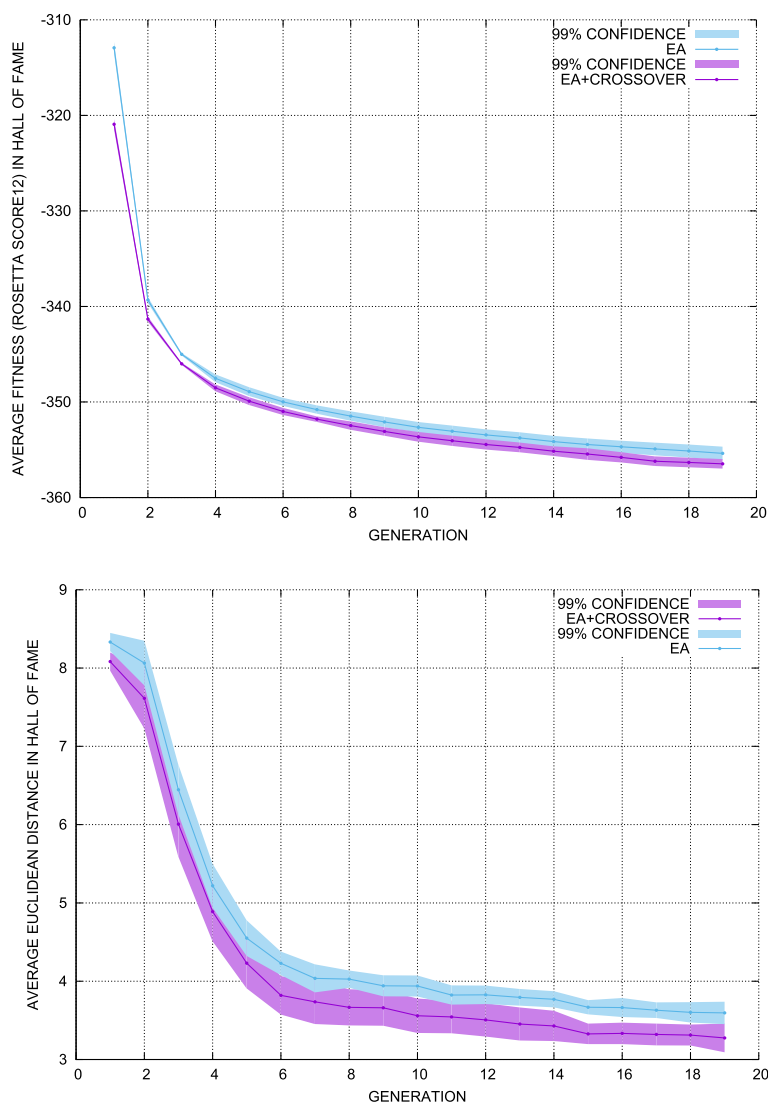 -310
-320
-330
-340
-350
-360
AVERAGE FITNESS (ROSETTA SCORE12) IN HALL OF FAME
99% CONFIDENCE
EA
99% CONFIDENCE
EA+CROSSOVER
0 2 4 6 8 10 12 14 16 18 20
GENERATION
9
8
7
6
5
4
3
AVERAGE EUCLIDEAN DISTANCE IN HALL OF FAME
99% CONFIDENCE
EA+CROSSOVER
99% CONFIDENCE
EA
0 2 4 6 8 10 12 14 16 18 20
GENERATION